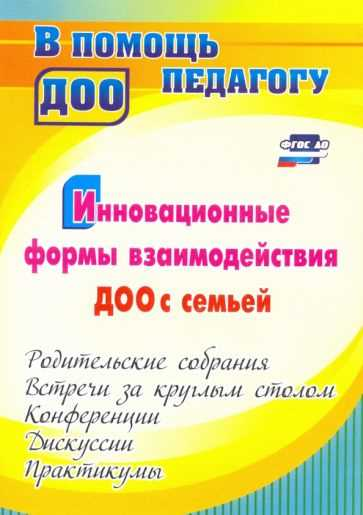 В ПОМОЩЬ
ПЕДАГОГУ
ДОО
ФГОС ДО
Инновационные
формы взаимодействия
ДОО с семьей
Родительские собрания
Встречи за круглым столом
Конференции
Дискуссии
Практикумы